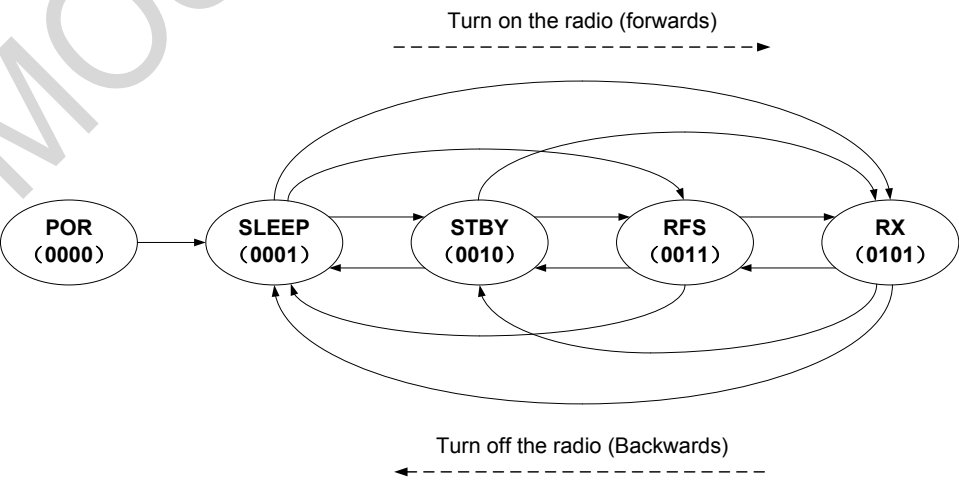 Turn on the radio (forwards)
POR
（0000）
SLEEP
（0001）
STBY
（0010）
RFS
（0011）
RX
（0101）
Turn off the radio (Backwards)